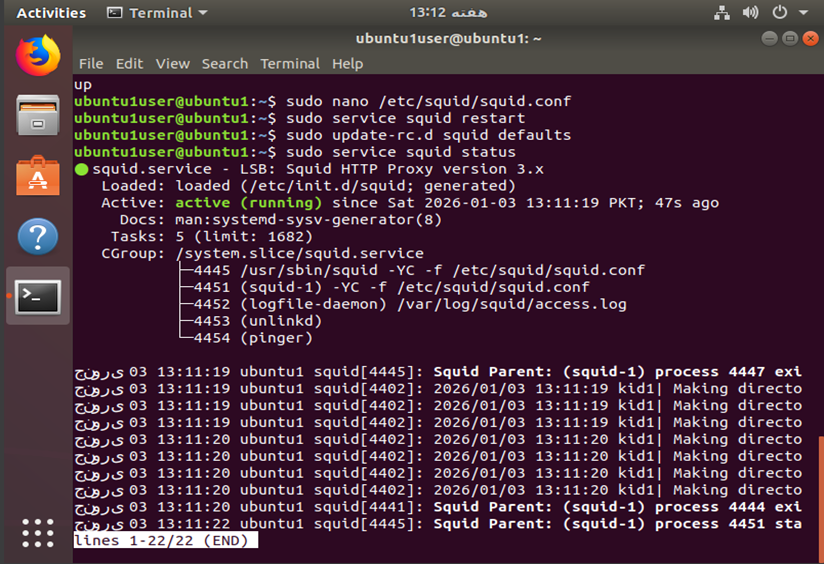 Activities Terminal 13:12 هفته
ubuntu1user@ubuntu1: ~
File Edit View Search Terminal Help
up
ubuntu1user@ubuntu1:~$ sudo nano /etc/squid/squid.conf
ubuntu1user@ubuntu1:~$ sudo service squid restart
ubuntu1user@ubuntu1:~$ sudo update-rc.d squid defaults
ubuntu1user@ubuntu1:~$ sudo service squid status
● squid.service - LSB: Squid HTTP Proxy version 3.x
Loaded: loaded (/etc/init.d/squid; generated)
Active: active (running) since Sat 2026-01-03 13:11:19 PKT; 47s ago
Docs: man:systemd-sysv-generator(8)
Tasks: 5 (limit: 1682)
CGroup: /system.slice/squid.service
├─4445 /usr/sbin/squid -YC -f /etc/squid/squid.conf
├─4451 (squid-1) -YC -f /etc/squid/squid.conf
├─4452 (logfile-daemon) /var/log/squid/access.log
├─4453 (unlinkd)
└─4454 (pinger)
جنوری 03 13:11:19 ubuntu1 squid[4445]: Squid Parent: (squid-1) process 4447 exi
جنوری 03 13:11:19 ubuntu1 squid[4402]: 2026/01/03 13:11:19 kid1| Making directo
جنوری 03 13:11:19 ubuntu1 squid[4402]: 2026/01/03 13:11:19 kid1| Making directo
جنوری 03 13:11:19 ubuntu1 squid[4402]: 2026/01/03 13:11:19 kid1| Making directo
جنوری 03 13:11:20 ubuntu1 squid[4402]: 2026/01/03 13:11:20 kid1| Making directo
جنوری 03 13:11:20 ubuntu1 squid[4402]: 2026/01/03 13:11:20 kid1| Making directo
جنوری 03 13:11:20 ubuntu1 squid[4402]: 2026/01/03 13:11:20 kid1| Making directo
جنوری 03 13:11:20 ubuntu1 squid[4402]: 2026/01/03 13:11:20 kid1| Making directo
جنوری 03 13:11:20 ubuntu1 squid[4441]: Squid Parent: (squid-1) process 4444 exi
جنوری 03 13:11:22 ubuntu1 squid[4445]: Squid Parent: (squid-1) process 4451 sta
lines 1-22/22 (END)